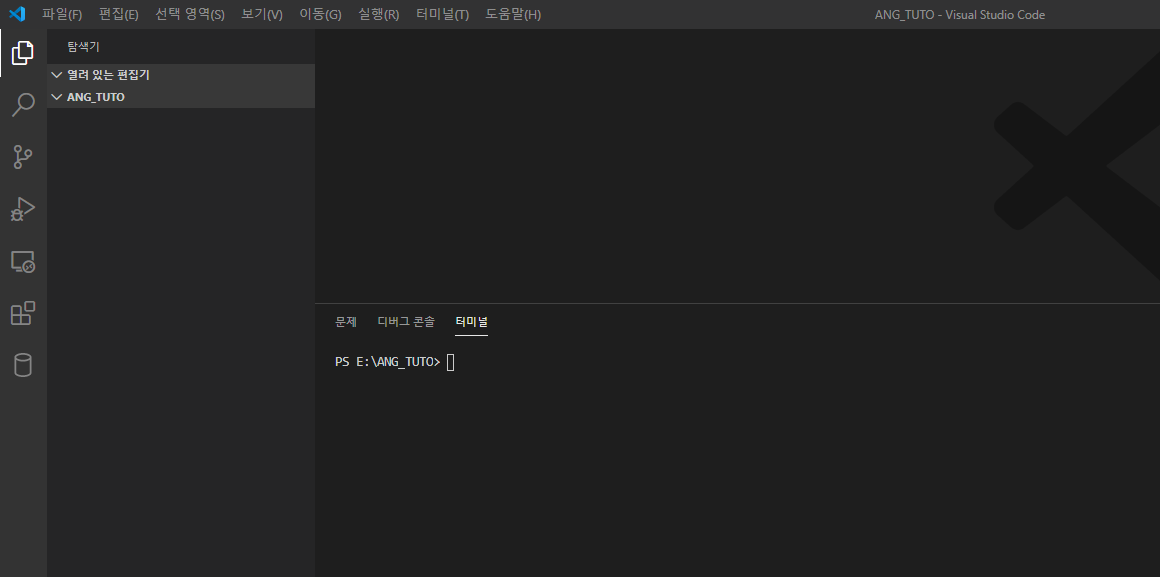 파일(F) 편집(E) 선택 영역(S) 보기(V) 이동(G) 실행(R) 터미널(T) 도움말(H) ANG_TUTO - Visual Studio Code
탐색기
열려 있는 편집기
ANG_TUTO
문제 디버그 콘솔 터미널
PS E:\ANG_TUTO>